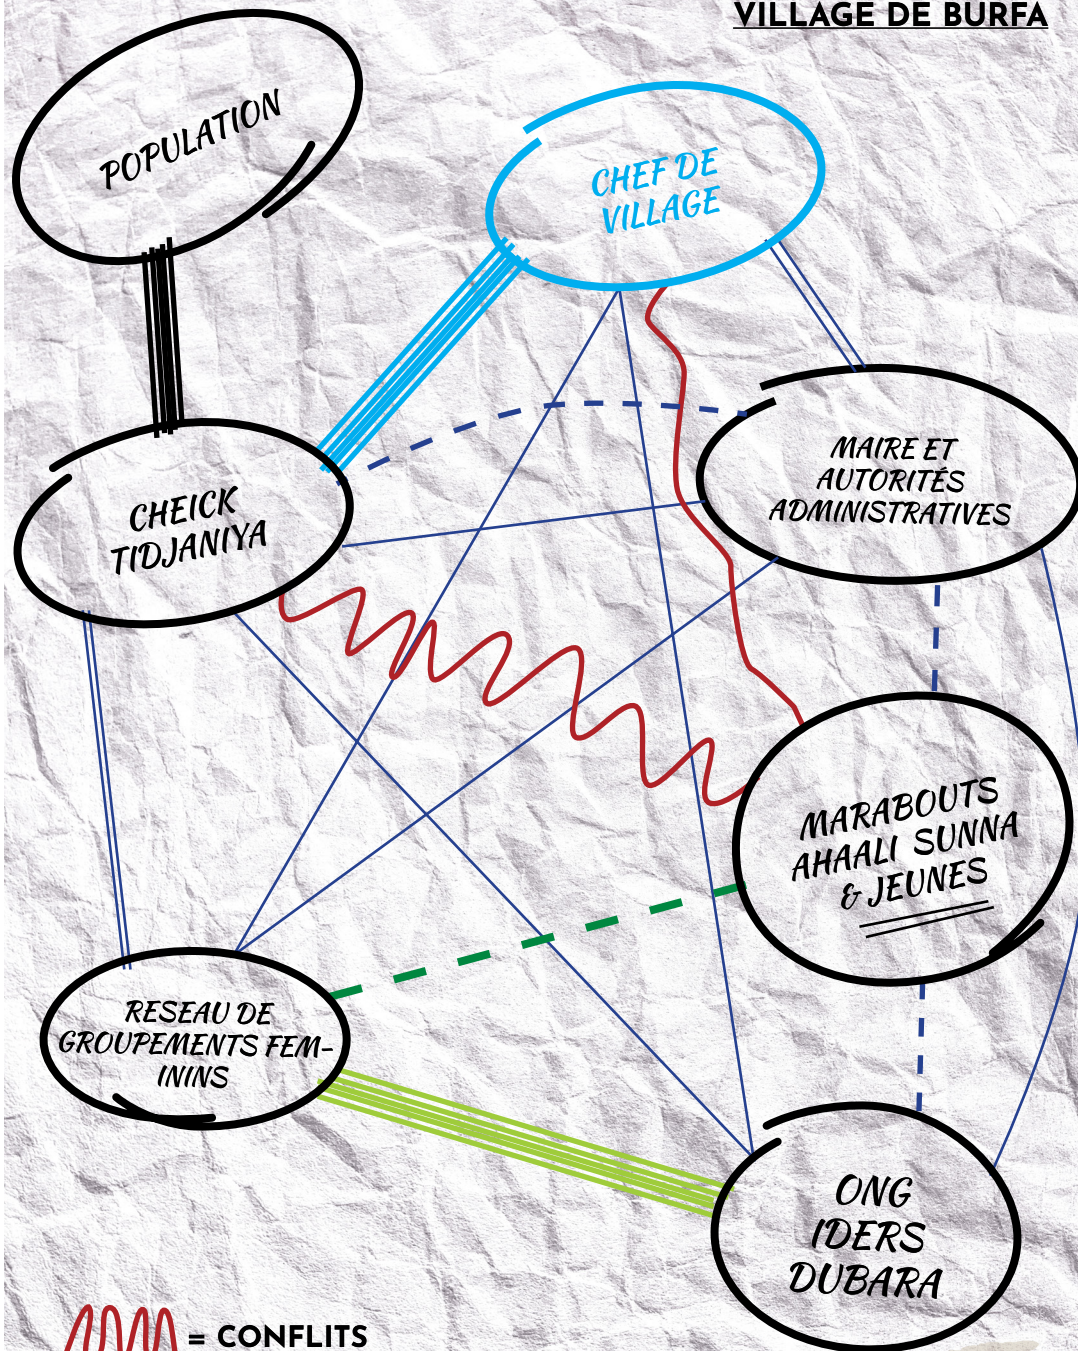 VILLAGE DE BURFA
POPULATION
CHEF DE
VILLAGE
MAIRE ET
AUTORITÉS
ADMINISTRATIVES
CHEICK
TIDJANIYA
MARABOUTS
AHAALI SUNNA
& JEUNES
RESEAU DE
GROUPEMENTS FEM-
ININS
ONG
IDERS
DUBARA
= CONFLITS